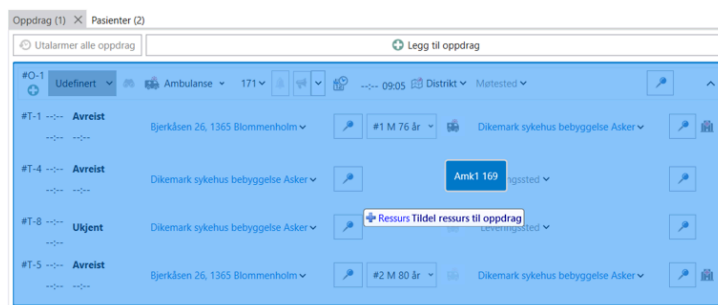 Oppdrag (1) Pasienter (2)
Utalarmer alle oppdrag Legg til oppdrag
#O-1 Udefinert Ambulanse 171 --:-- 09:05 Distrikt Møtested
#T-1 --:-- Avreist
--:-- --:-- Bjerkåsen 26, 1365 Blommenholm #1 M 76 år Dikemark sykehus bebyggelse Asker
#T-4 --:-- Avreist
--:-- --:-- Dikemark sykehus bebyggelse Asker Amk1 169
#T-8 --:-- Ukjent
--:-- Dikemark sykehus bebyggelse Asker Ressurs Tildel ressurs til oppdrag Leveringssted
#T-5 --:-- Avreist
--:-- --:-- Bjerkåsen 26, 1365 Blommenholm #2 M 80 år Dikemark sykehus bebyggelse Asker